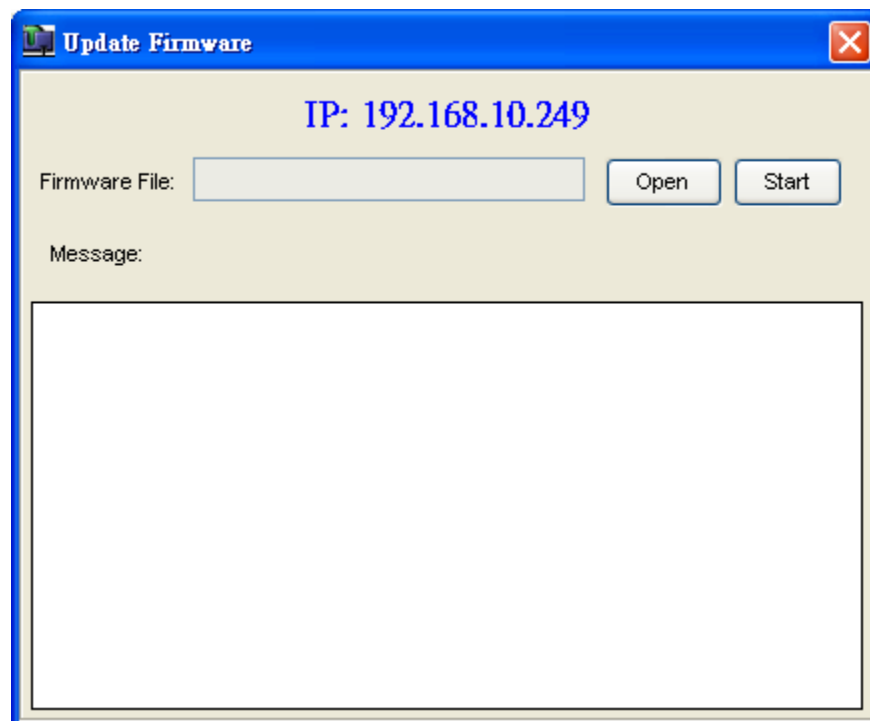 Update Firmware
IP: 192.168.10.249
Firmware File: Open Start
Message: